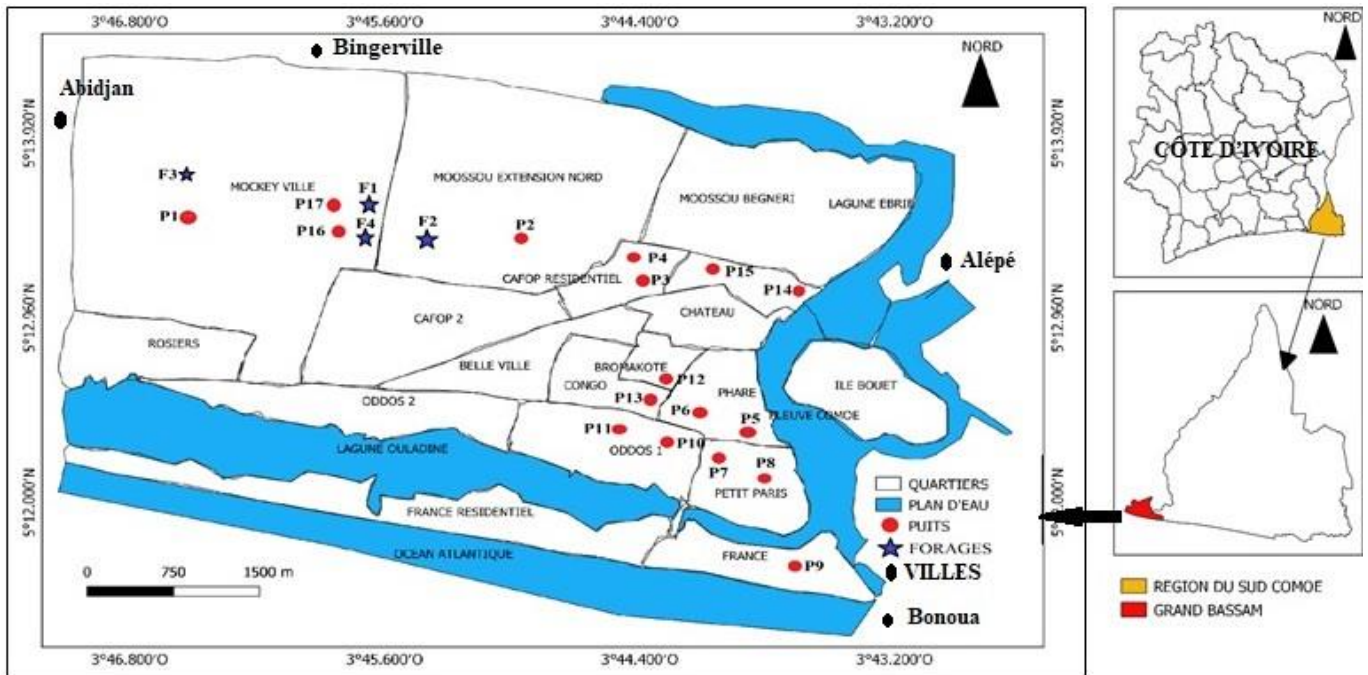 3°46.800'O 3°45.600'O 3°44.400'O 3°43.200'O
Bingerville
NORD
Abidjan
5°13.920'N
5°13.920'N
F3
MOCKEY VILLE
P1
P17
F1
P16
F4
F2
MOOSSOU EXTENSION NORD
P2
MOOSSOU BEGNERI
LAGUNE EBRIE
P4
CAFOP RESIDENTIEL
P3
P15
P14
Alépé
5°12.960'N
5°12.960'N
CAFOP 2
CHATEAU
ROSIERS
BELLE VILLE
BROMAKOTE
CONGO
P12
PHARE
ILE BOUET
ODDOS 2
P13
P6
P5
FLEUVE COMOE
P11
P10
ODDOS 1
LAGUNE OULADINE
P7
P8
PETIT PARIS
5°12.000'N
5°12.000'N
FRANCE RESIDENTIEL
OCEAN ATLANTIQUE
FRANCE
P9
QUARTIERS
PLAN D'EAU
PUITS
FORAGES
VILLES
Bonoua
0 750 1500 m
3°46.800'O 3°45.600'O 3°44.400'O 3°43.200'O
NORD
CÔTE D'IVOIRE
NORD
REGION DU SUD COMOE
GRAND BASSAM